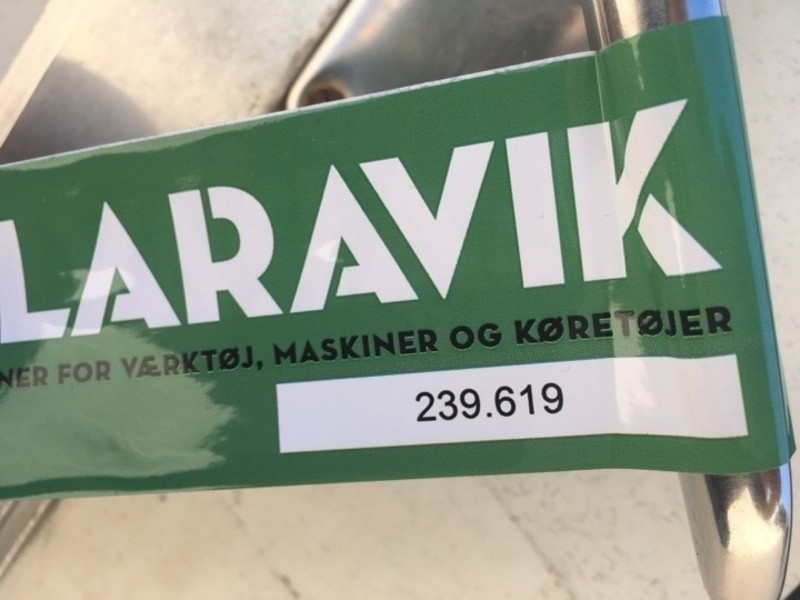 LARAVIK
NER FOR VÆRKTØJ, MASKINER OG KØRETØJER
239.619